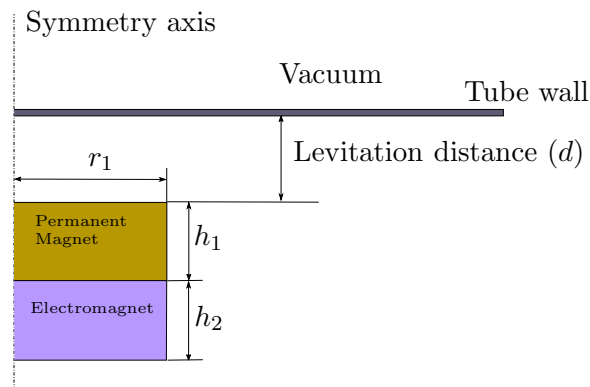 Symmetry axis
Vacuum
Tube wall
Levitation distance (d)
r₁
Permanent
Magnet
h₁
Electromagnet
h₂